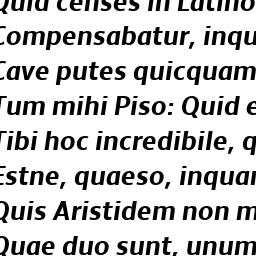 Quid censes in Latino
Compensabatur, inqu
Cave putes quicquam
Tum mihi Piso: Quid e
Tibi hoc incredibile, q
Estne, quaeso, inquam
Quis Aristidem non m
Quae duo sunt, unum